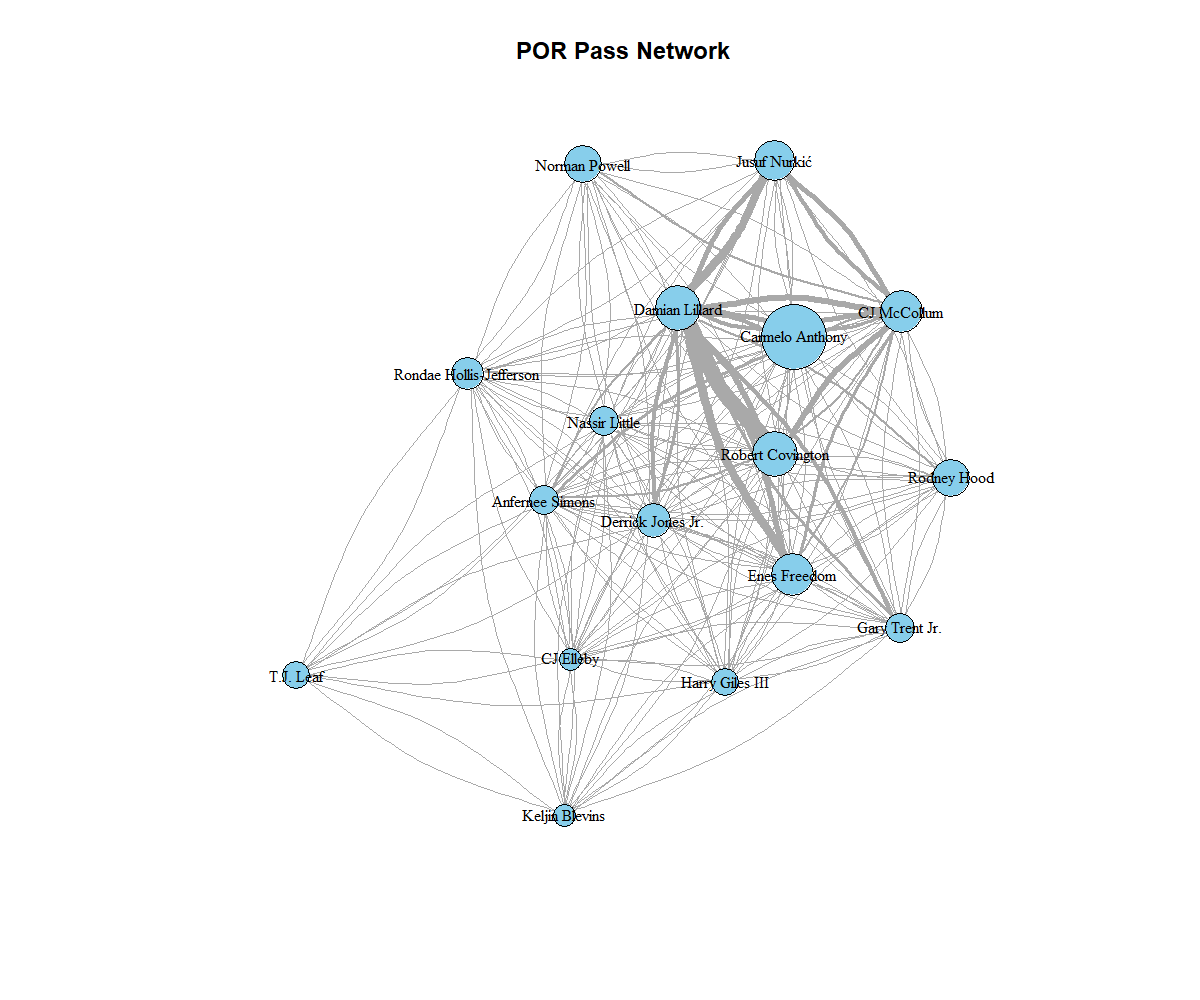 POR Pass Network
Norman Powell
Jusuf Nurkić
Damian Lillard
CJ McCollum
Carmelo Anthony
Rondae Hollis-Jefferson
Nassir Little
Robert Covington
Rodney Hood
Anfernee Simons
Derrick Jones Jr.
Enes Freedom
Gary Trent Jr.
CJ Elleby
T.J. Leaf
Harry Giles III
Keljin Blevins